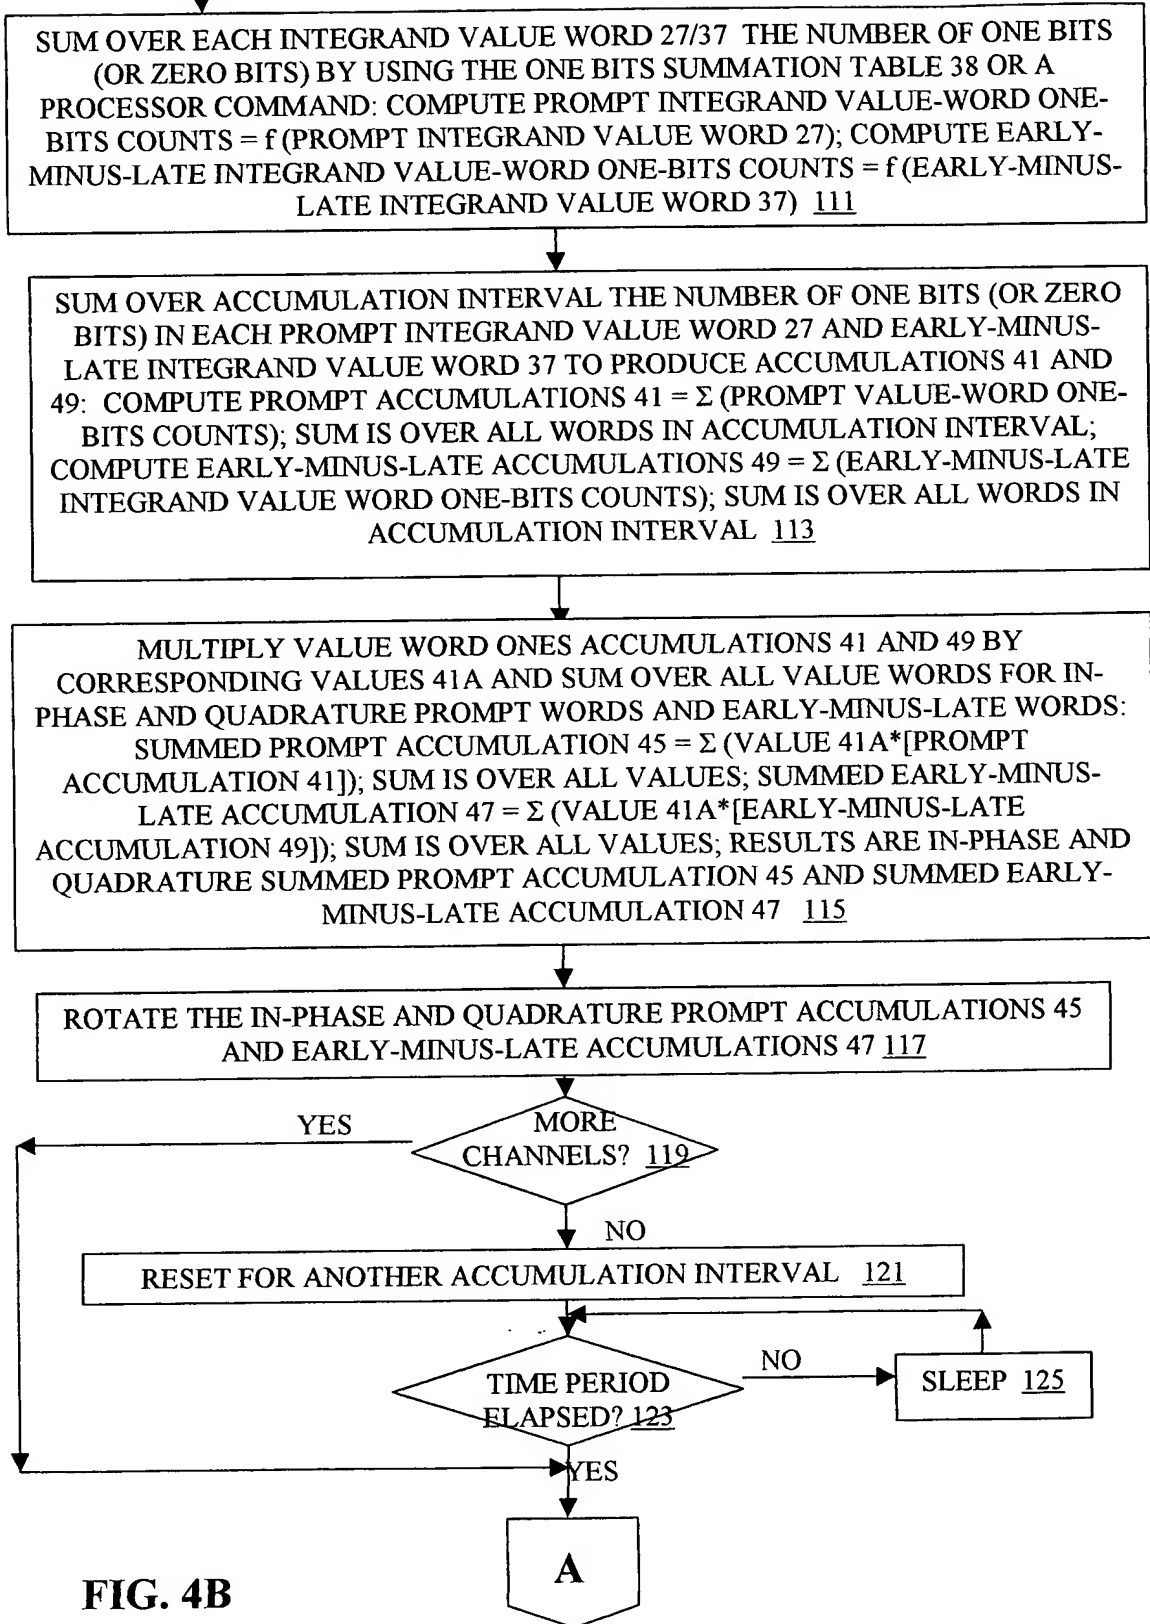 SUM OVER EACH INTEGRAND VALUE WORD 27/37 THE NUMBER OF ONE BITS
(OR ZERO BITS) BY USING THE ONE BITS SUMMATION TABLE 38 OR A
PROCESSOR COMMAND: COMPUTE PROMPT INTEGRAND VALUE-WORD ONE-
BITS COUNTS = f (PROMPT INTEGRAND VALUE WORD 27); COMPUTE EARLY-
MINUS-LATE INTEGRAND VALUE-WORD ONE-BITS COUNTS = f (EARLY-MINUS-
LATE INTEGRAND VALUE WORD 37) 111
SUM OVER ACCUMULATION INTERVAL THE NUMBER OF ONE BITS (OR ZERO
BITS) IN EACH PROMPT INTEGRAND VALUE WORD 27 AND EARLY-MINUS-
LATE INTEGRAND VALUE WORD 37 TO PRODUCE ACCUMULATIONS 41 AND
49: COMPUTE PROMPT ACCUMULATIONS 41 = Σ (PROMPT VALUE-WORD ONE-
BITS COUNTS); SUM IS OVER ALL WORDS IN ACCUMULATION INTERVAL;
COMPUTE EARLY-MINUS-LATE ACCUMULATIONS 49 = Σ (EARLY-MINUS-LATE
INTEGRAND VALUE WORD ONE-BITS COUNTS); SUM IS OVER ALL WORDS IN
ACCUMULATION INTERVAL 113
MULTIPLY VALUE WORD ONES ACCUMULATIONS 41 AND 49 BY
CORRESPONDING VALUES 41A AND SUM OVER ALL VALUE WORDS FOR IN-
PHASE AND QUADRATURE PROMPT WORDS AND EARLY-MINUS-LATE WORDS:
SUMMED PROMPT ACCUMULATION 45 = Σ (VALUE 41A*[PROMPT
ACCUMULATION 41]); SUM IS OVER ALL VALUES; SUMMED EARLY-MINUS-
LATE ACCUMULATION 47 = Σ (VALUE 41A*[EARLY-MINUS-LATE
ACCUMULATION 49]); SUM IS OVER ALL VALUES; RESULTS ARE IN-PHASE AND
QUADRATURE SUMMED PROMPT ACCUMULATION 45 AND SUMMED EARLY-
MINUS-LATE ACCUMULATION 47 115
ROTATE THE IN-PHASE AND QUADRATURE PROMPT ACCUMULATIONS 45
AND EARLY-MINUS-LATE ACCUMULATIONS 47 117
YES
MORE
CHANNELS? 119
NO
RESET FOR ANOTHER ACCUMULATION INTERVAL 121
NO
TIME PERIOD
ELAPSED? 123
SLEEP 125
YES
A
FIG. 4B